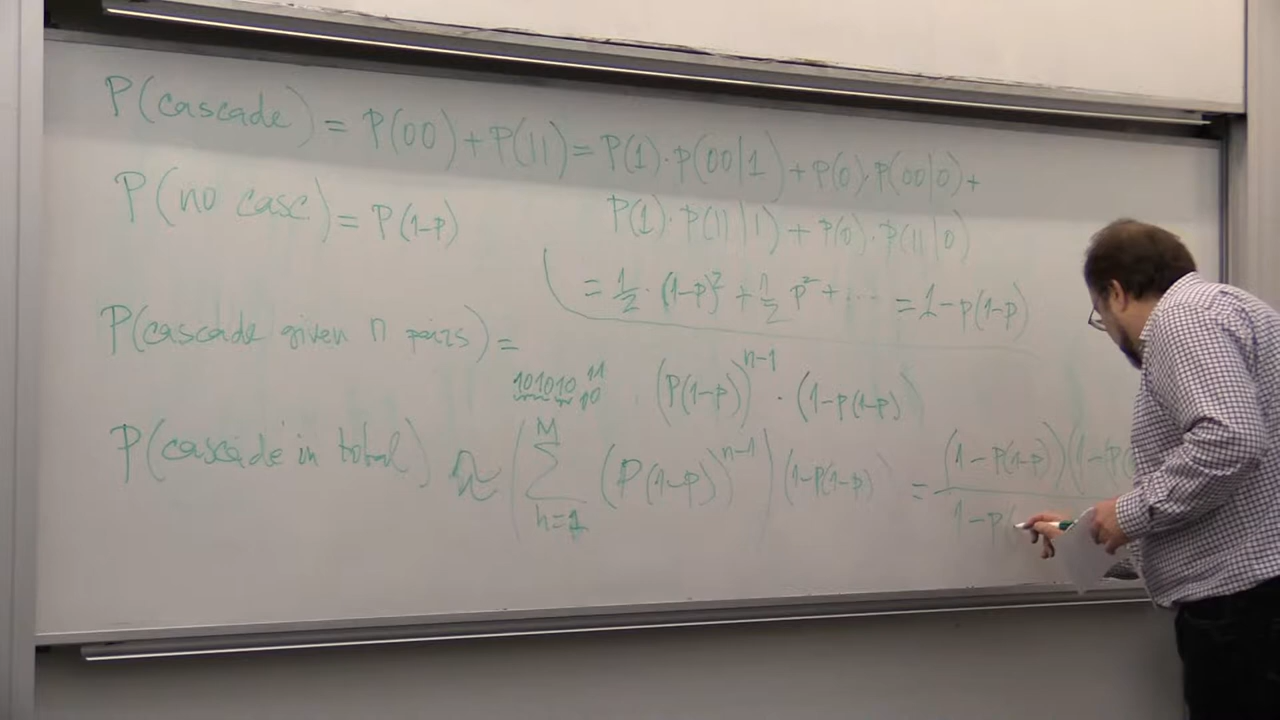 P(cascade) = P(00) + P(11) = P(1)·P(00|1) + P(0)·P(00|0) +
P(1)·P(11|1) + P(0)·P(11|0)
P(no casc) = P(1-p)
= 1/2 · (1-p)² + 1/2 p² + ... = 1 - p(1-p)
P(cascade given n pairs) =
101010 11
10
· (P(1-p))^(n-1) · (1-p(1-p))
P(cascade in total) ≈ (∑_{n=1}^{M} (P(1-p))^(n-1)) (1-p(1-p)) = (1-P(1-p))(1-(P(
1-p(